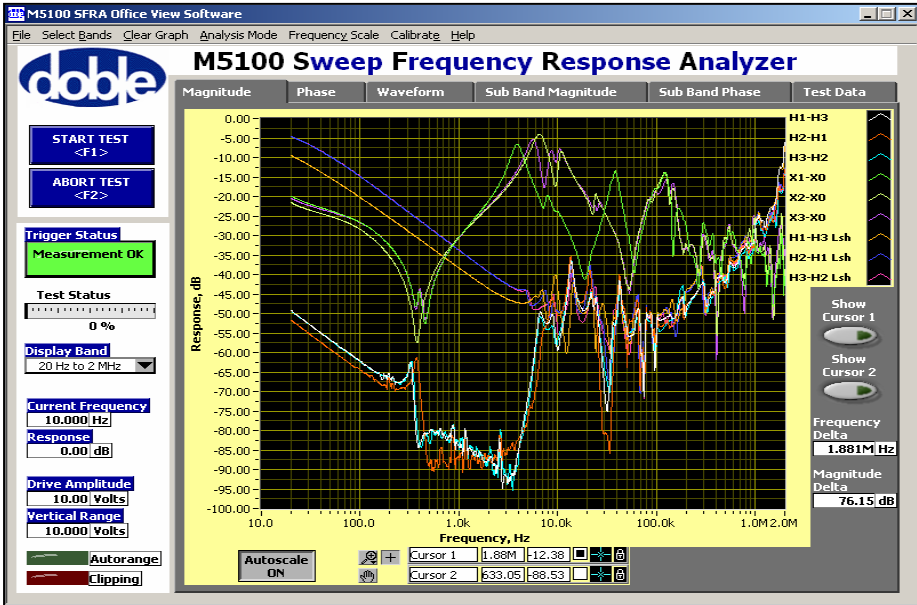 M5100 SFRA Office View Software
File Select Bands Clear Graph Analysis Mode Frequency Scale Calibrate Help
doble
M5100 Sweep Frequency Response Analyzer
Magnitude Phase Waveform Sub Band Magnitude Sub Band Phase Test Data
START TEST
<F1>
ABORT TEST
<F2>
Trigger Status
Measurement OK
Test Status
0 %
Display Band
20 Hz to 2 MHz
Current Frequency
10.000 Hz
Response
0.00 dB
Drive Amplitude
10.00 Volts
Vertical Range
10.000 Volts
Autorange
Clipping
Response, dB
0.00
-5.00
-10.00
-15.00
-20.00
-25.00
-30.00
-35.00
-40.00
-45.00
-50.00
-55.00
-60.00
-65.00
-70.00
-75.00
-80.00
-85.00
-90.00
-95.00
-100.00
10.0 100.0 1.0k 10.0k 100.0k 1.0M 2.0M
Frequency, Hz
H1-H3
H2-H1
H3-H2
X1-X0
X2-X0
X3-X0
H1-H3 Lsh
H2-H1 Lsh
H3-H2 Lsh
Show
Cursor 1
Show
Cursor 2
Frequency
Delta
1.881M Hz
Magnitude
Delta
76.15 dB
Autoscale
ON
Cursor 1 1.88M -12.38
Cursor 2 633.05 -88.53